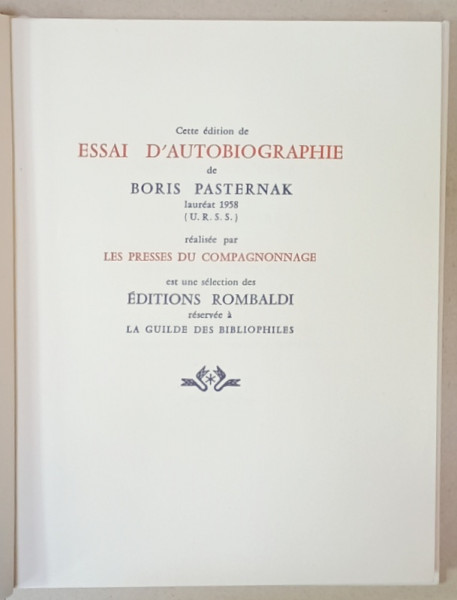 Cette édition de
ESSAI D'AUTOBIOGRAPHIE
de
BORIS PASTERNAK
lauréat 1958
(U.R.S.S.)
réalisée par
LES PRESSES DU COMPAGNONNAGE
est une sélection des
ÉDITIONS ROMBALDI
réservée à
LA GUILDE DES BIBLIOPHILES